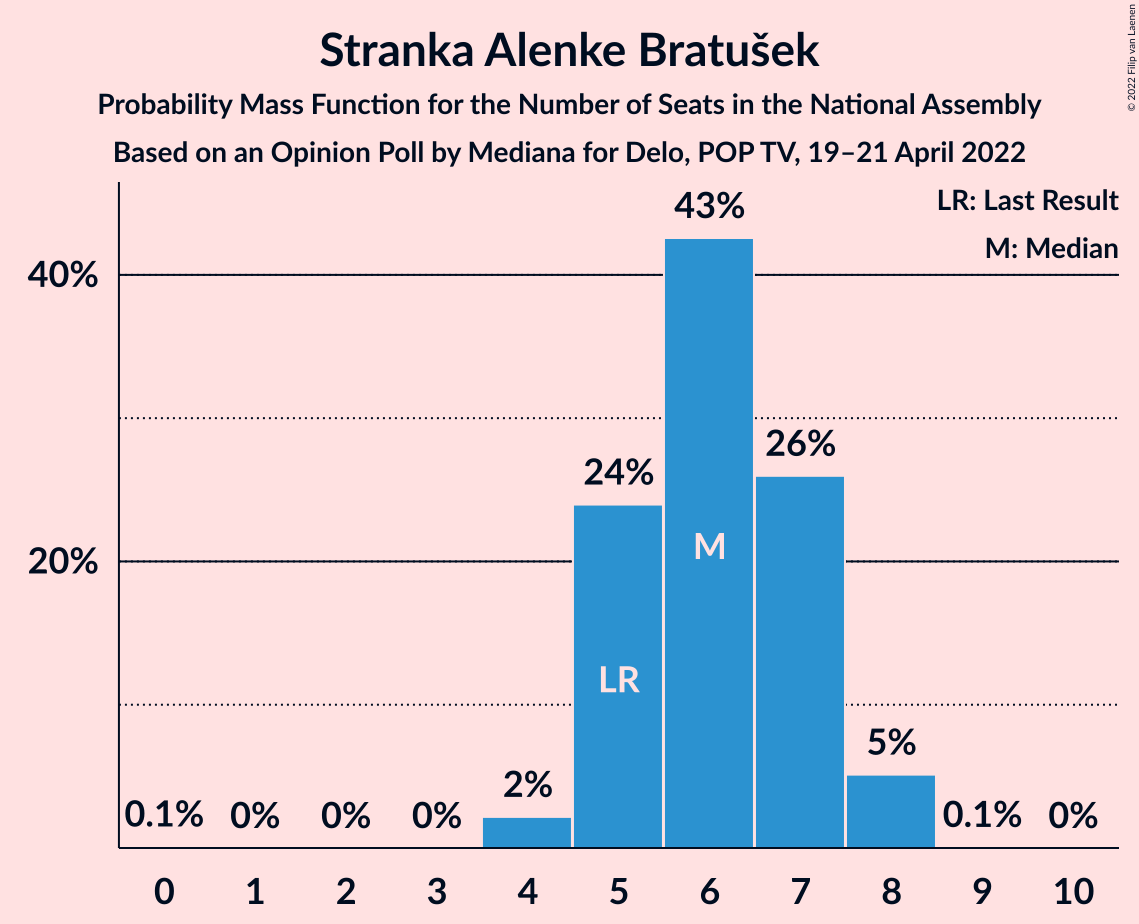 Stranka Alenke Bratušek
Probability Mass Function for the Number of Seats in the National Assembly
Based on an Opinion Poll by Mediana for Delo, POP TV, 19–21 April 2022
© 2022 Filip van Laenen
LR: Last Result
M: Median
43%
40%
26%
24%
M
20%
LR
5%
2%
0.1% 0% 0% 0% 0.1% 0%
0 1 2 3 4 5 6 7 8 9 10